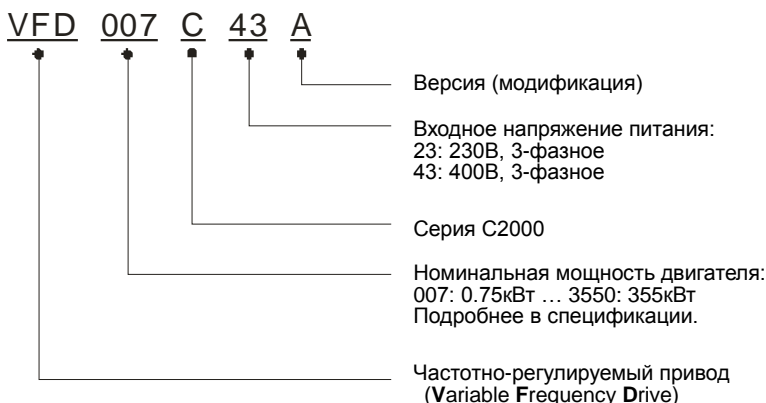 VFD 007 C 43 A
Версия (модификация)
Входное напряжение питания:
23: 230В, 3-фазное
43: 400В, 3-фазное
Серия С2000
Номинальная мощность двигателя:
007: 0.75кВт … 3550: 355кВт
Подробнее в спецификации.
Частотно-регулируемый привод
(Variable Frequency Drive)